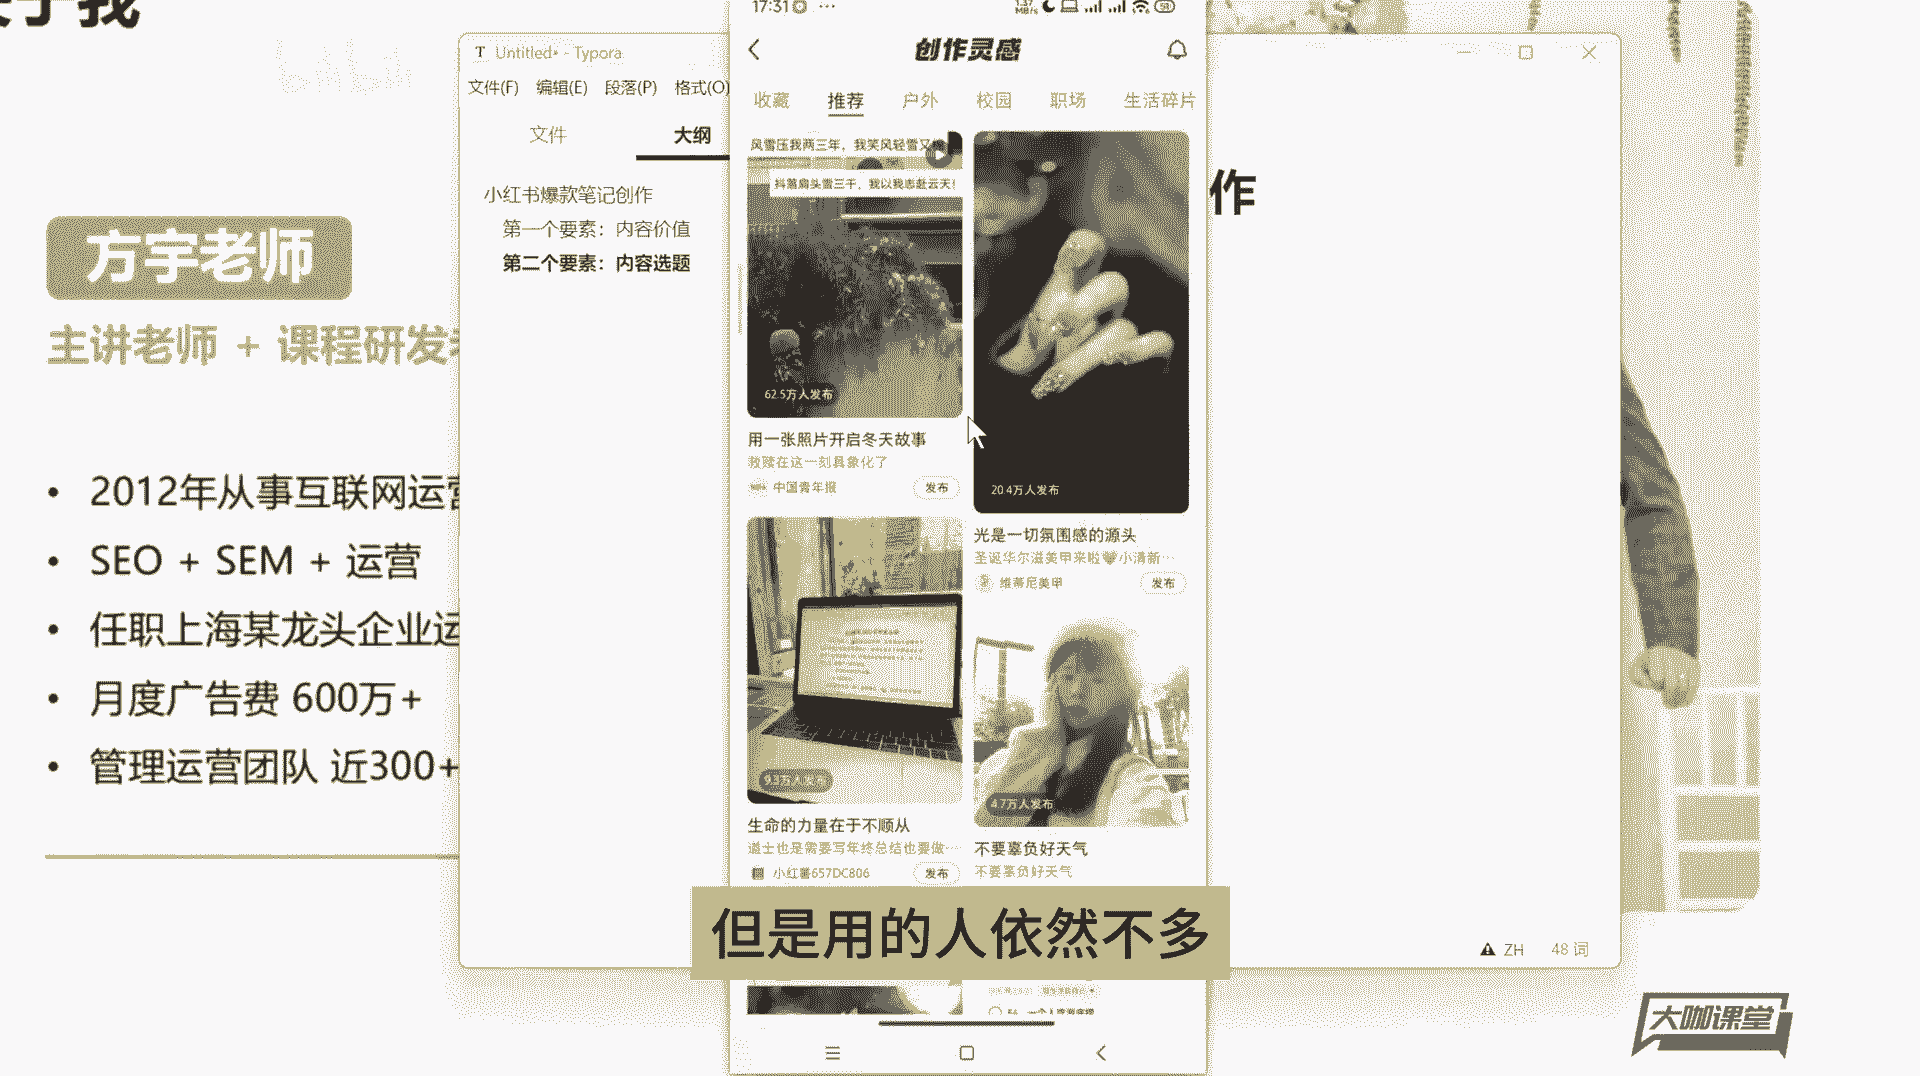 于我
bilibili
方宇老师
主讲老师 + 课程研发
• 2012年从事互联网运营
• SEO + SEM + 运营
• 任职上海某龙头企业运
• 月度广告费 600万+
• 管理运营团队 近300+
Untitled• - Typora
文件(F) 编辑(E) 段落(P) 格式(O)
文件 大纲
小红书爆款笔记创作
第一个要素：内容价值
第二个要素：内容选题
作
ZH 48 词
17:31
创作灵感
收藏 推荐 户外 校园 职场 生活碎片
风雪压我两三年，我笑风轻雪又
抖落肩头雪三千，我以我志赴云天！
62.5万人发布
用一张照片开启冬天故事
救赎在这一刻具象化了
中国青年报 发布
20.4万人发布
光是一切氛围感的源头
圣诞华尔滋美甲来啦🖤小清新…
维蒂尼美甲 发布
9.3万人发布
生命的力量在于不顺从
道士也是需要写年终总结也要做…
小红薯657DC806 发布
4.7万人发布
不要辜负好天气
不要辜负好天气
但是用的人依然不多
大咖课堂